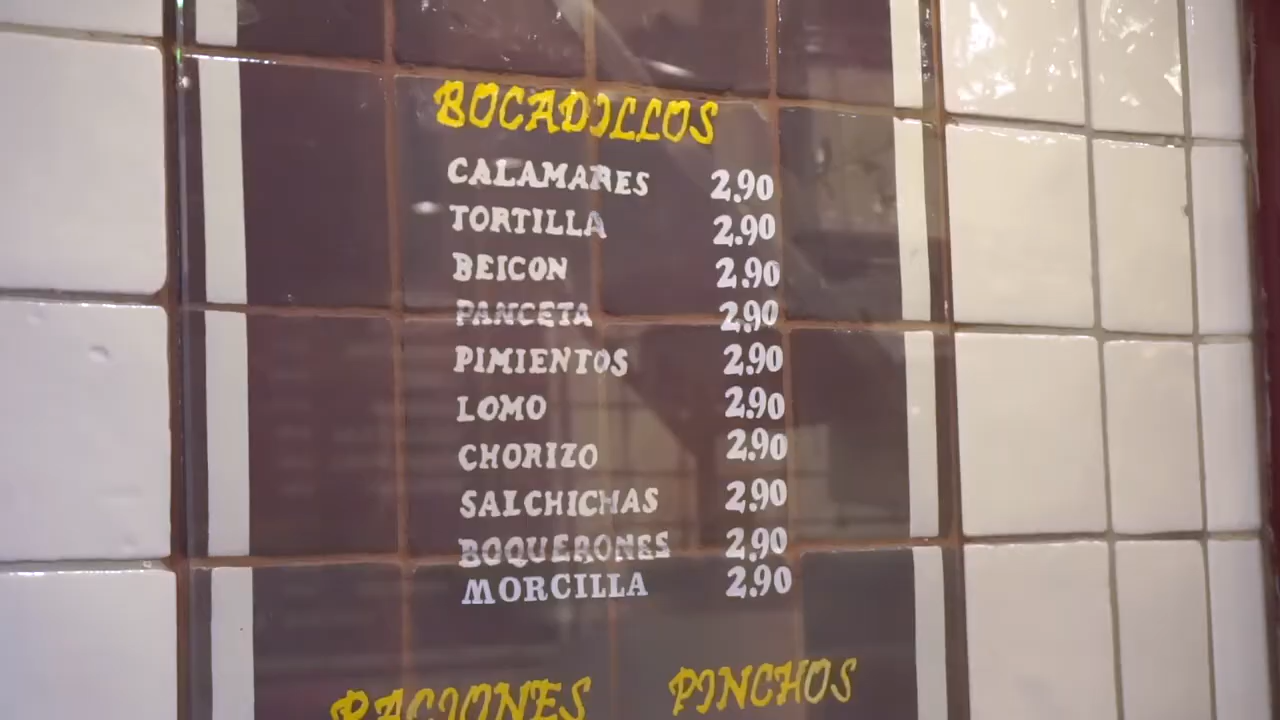 BOCADILLOS
CALAMARES 2,90
TORTILLA 2.90
BEICON 2.90
PANCETA 2.90
PIMIENTOS 2.90
LOMO 2.90
CHORIZO 2.90
SALCHICHAS 2.90
BOQUERONES 2.90
MORCILLA 2.90
RACIONES PINCHOS